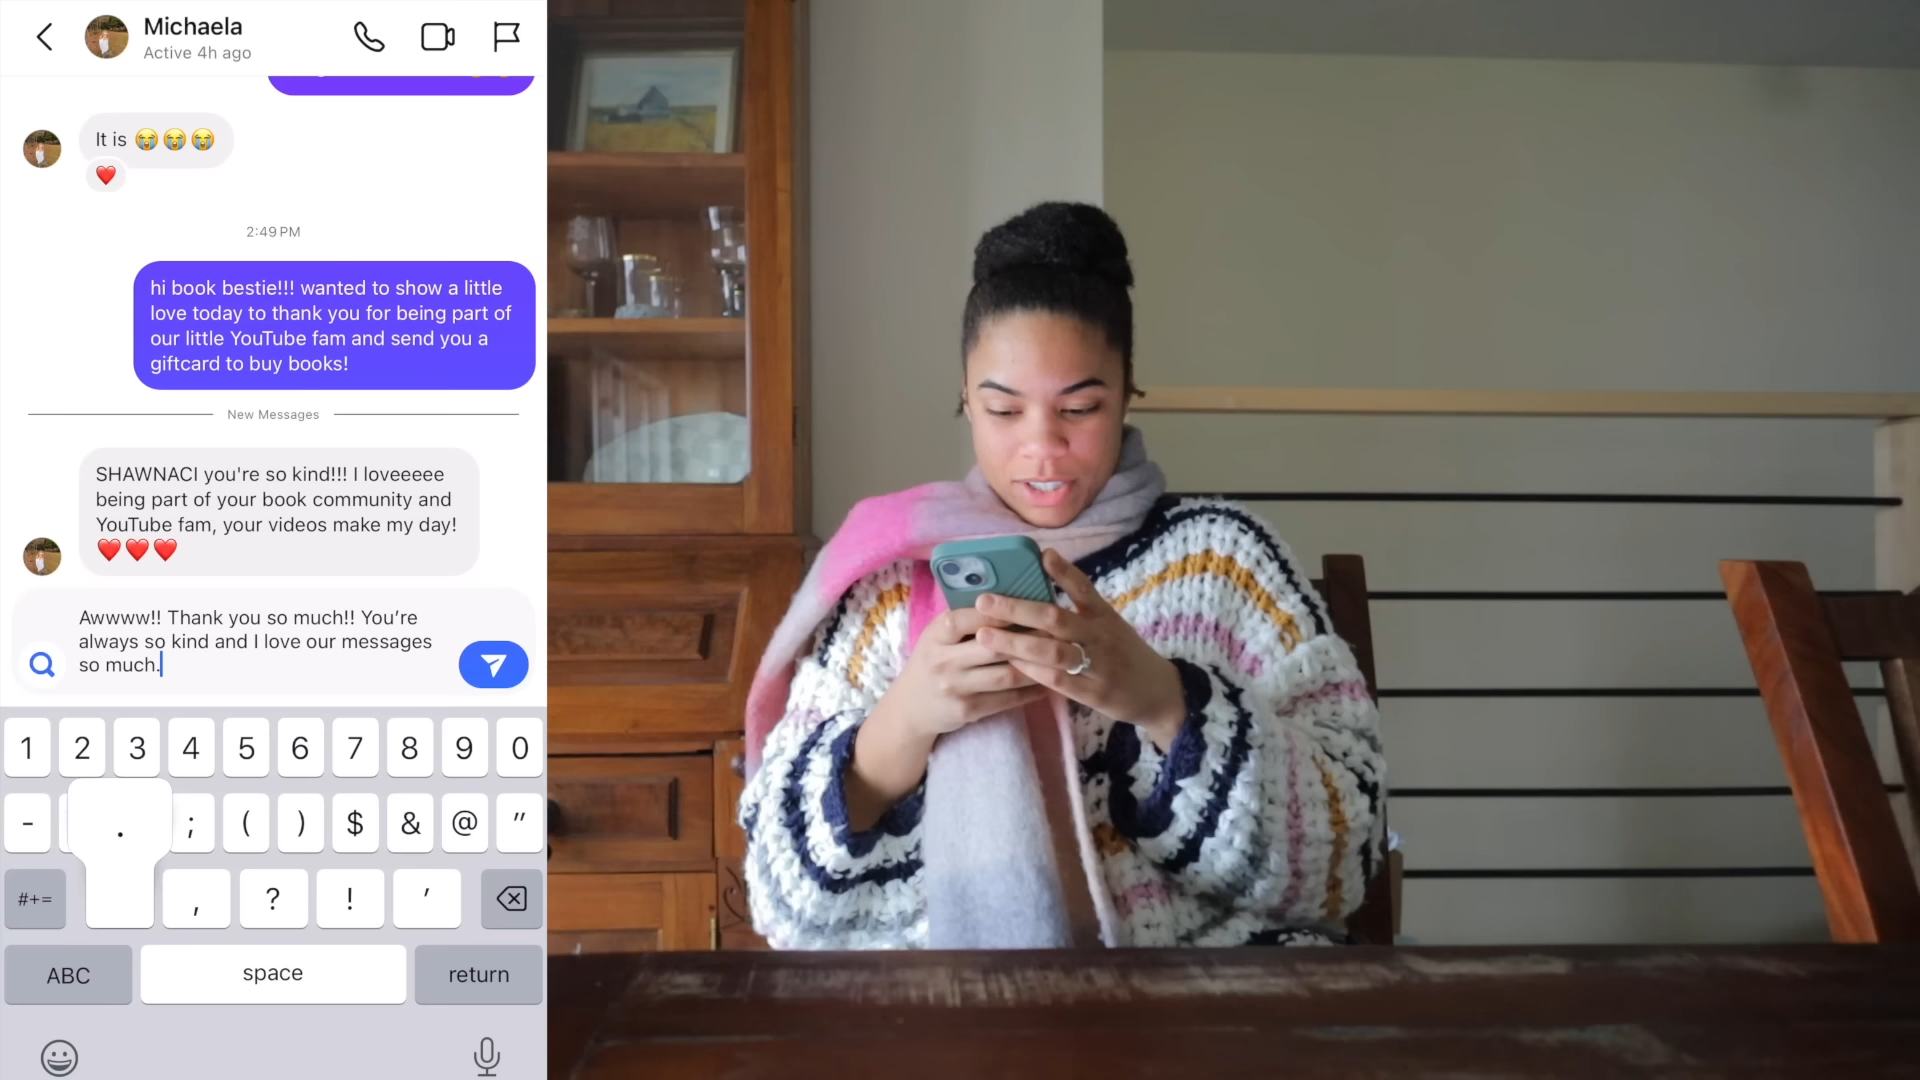 Michaela
Active 4h ago
It is 😭😭😭
❤️
2:49 PM
hi book bestie!!! wanted to show a little
love today to thank you for being part of
our little YouTube fam and send you a
giftcard to buy books!
New Messages
SHAWNACI you're so kind!!! I loveeeee
being part of your book community and
YouTube fam, your videos make my day!
❤️❤️❤️
Awwww!! Thank you so much!! You’re
always so kind and I love our messages
so much.
1 2 3 4 5 6 7 8 9 0
- . ; ( ) $ & @ "
#+= , ? ! ’
ABC space return